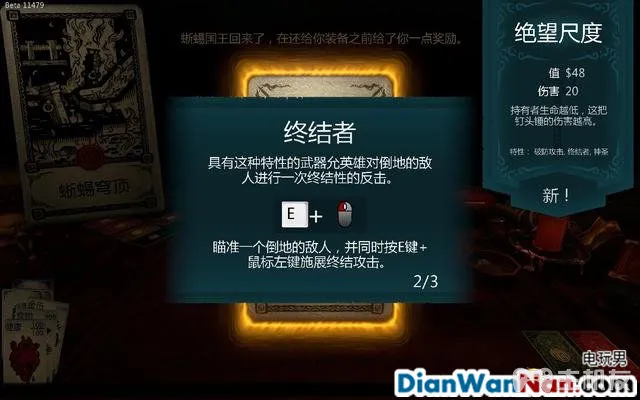 Beta 11479
蜥蜴国王回来了，在还给你装备之前给了你一点奖励。
蜥蜴穹顶
终结者
具有这种特性的武器允英雄对倒地的敌
人进行一次终结性的反击。
E +
瞄准一个倒地的敌人，并同时按E键+
鼠标左键施展终结攻击。
2/3
绝望尺度
值 $48
伤害 20
持有者生命越低，这把
钉头锤的伤害越高。
特性：破防攻击, 终结者, 神圣
新！
健康
电玩男
DianWanNan.com